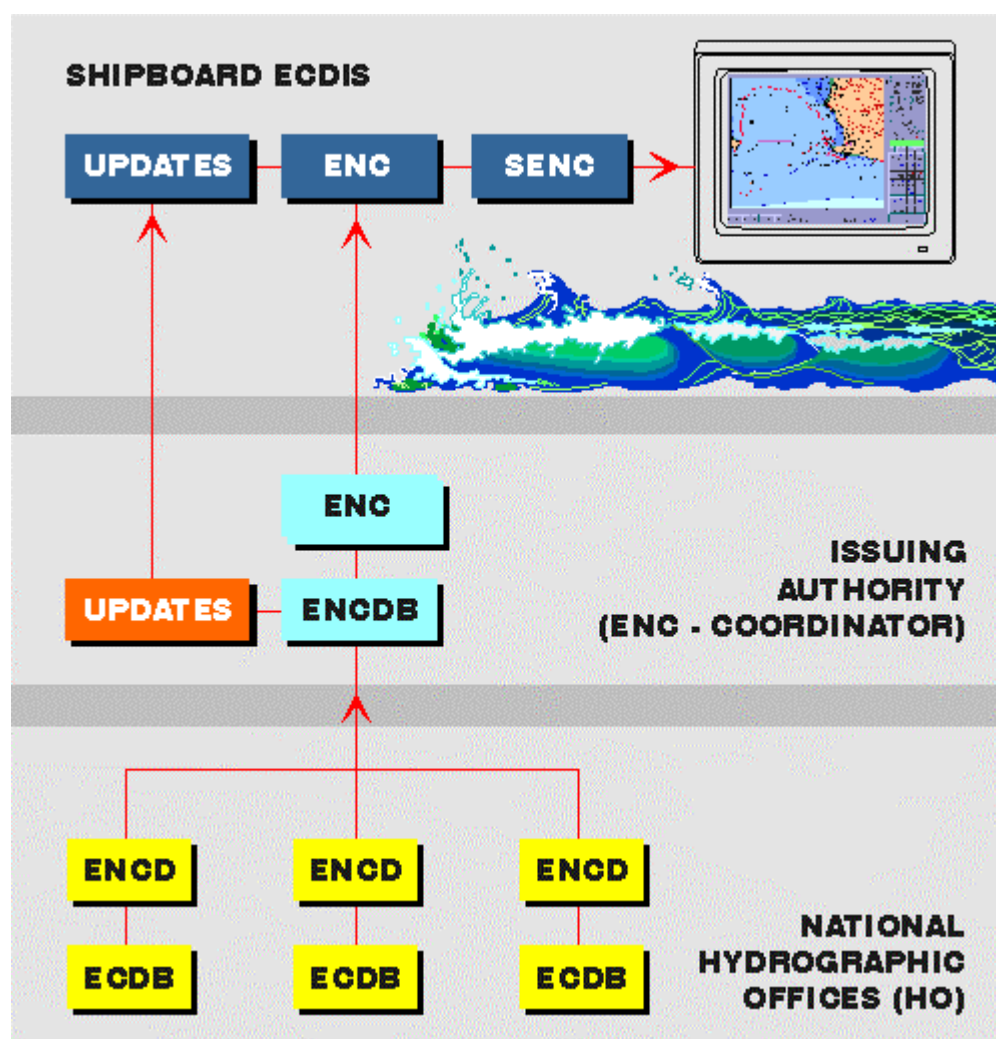 SHIPBOARD ECDIS
UPDATES
ENC
SENC
ENC
ISSUING
AUTHORITY
(ENC - COORDINATOR)
UPDATES
ENCDB
ENCD
ENCD
ENCD
NATIONAL
HYDROGRAPHIC
OFFICES (HO)
ECDB
ECDB
ECDB